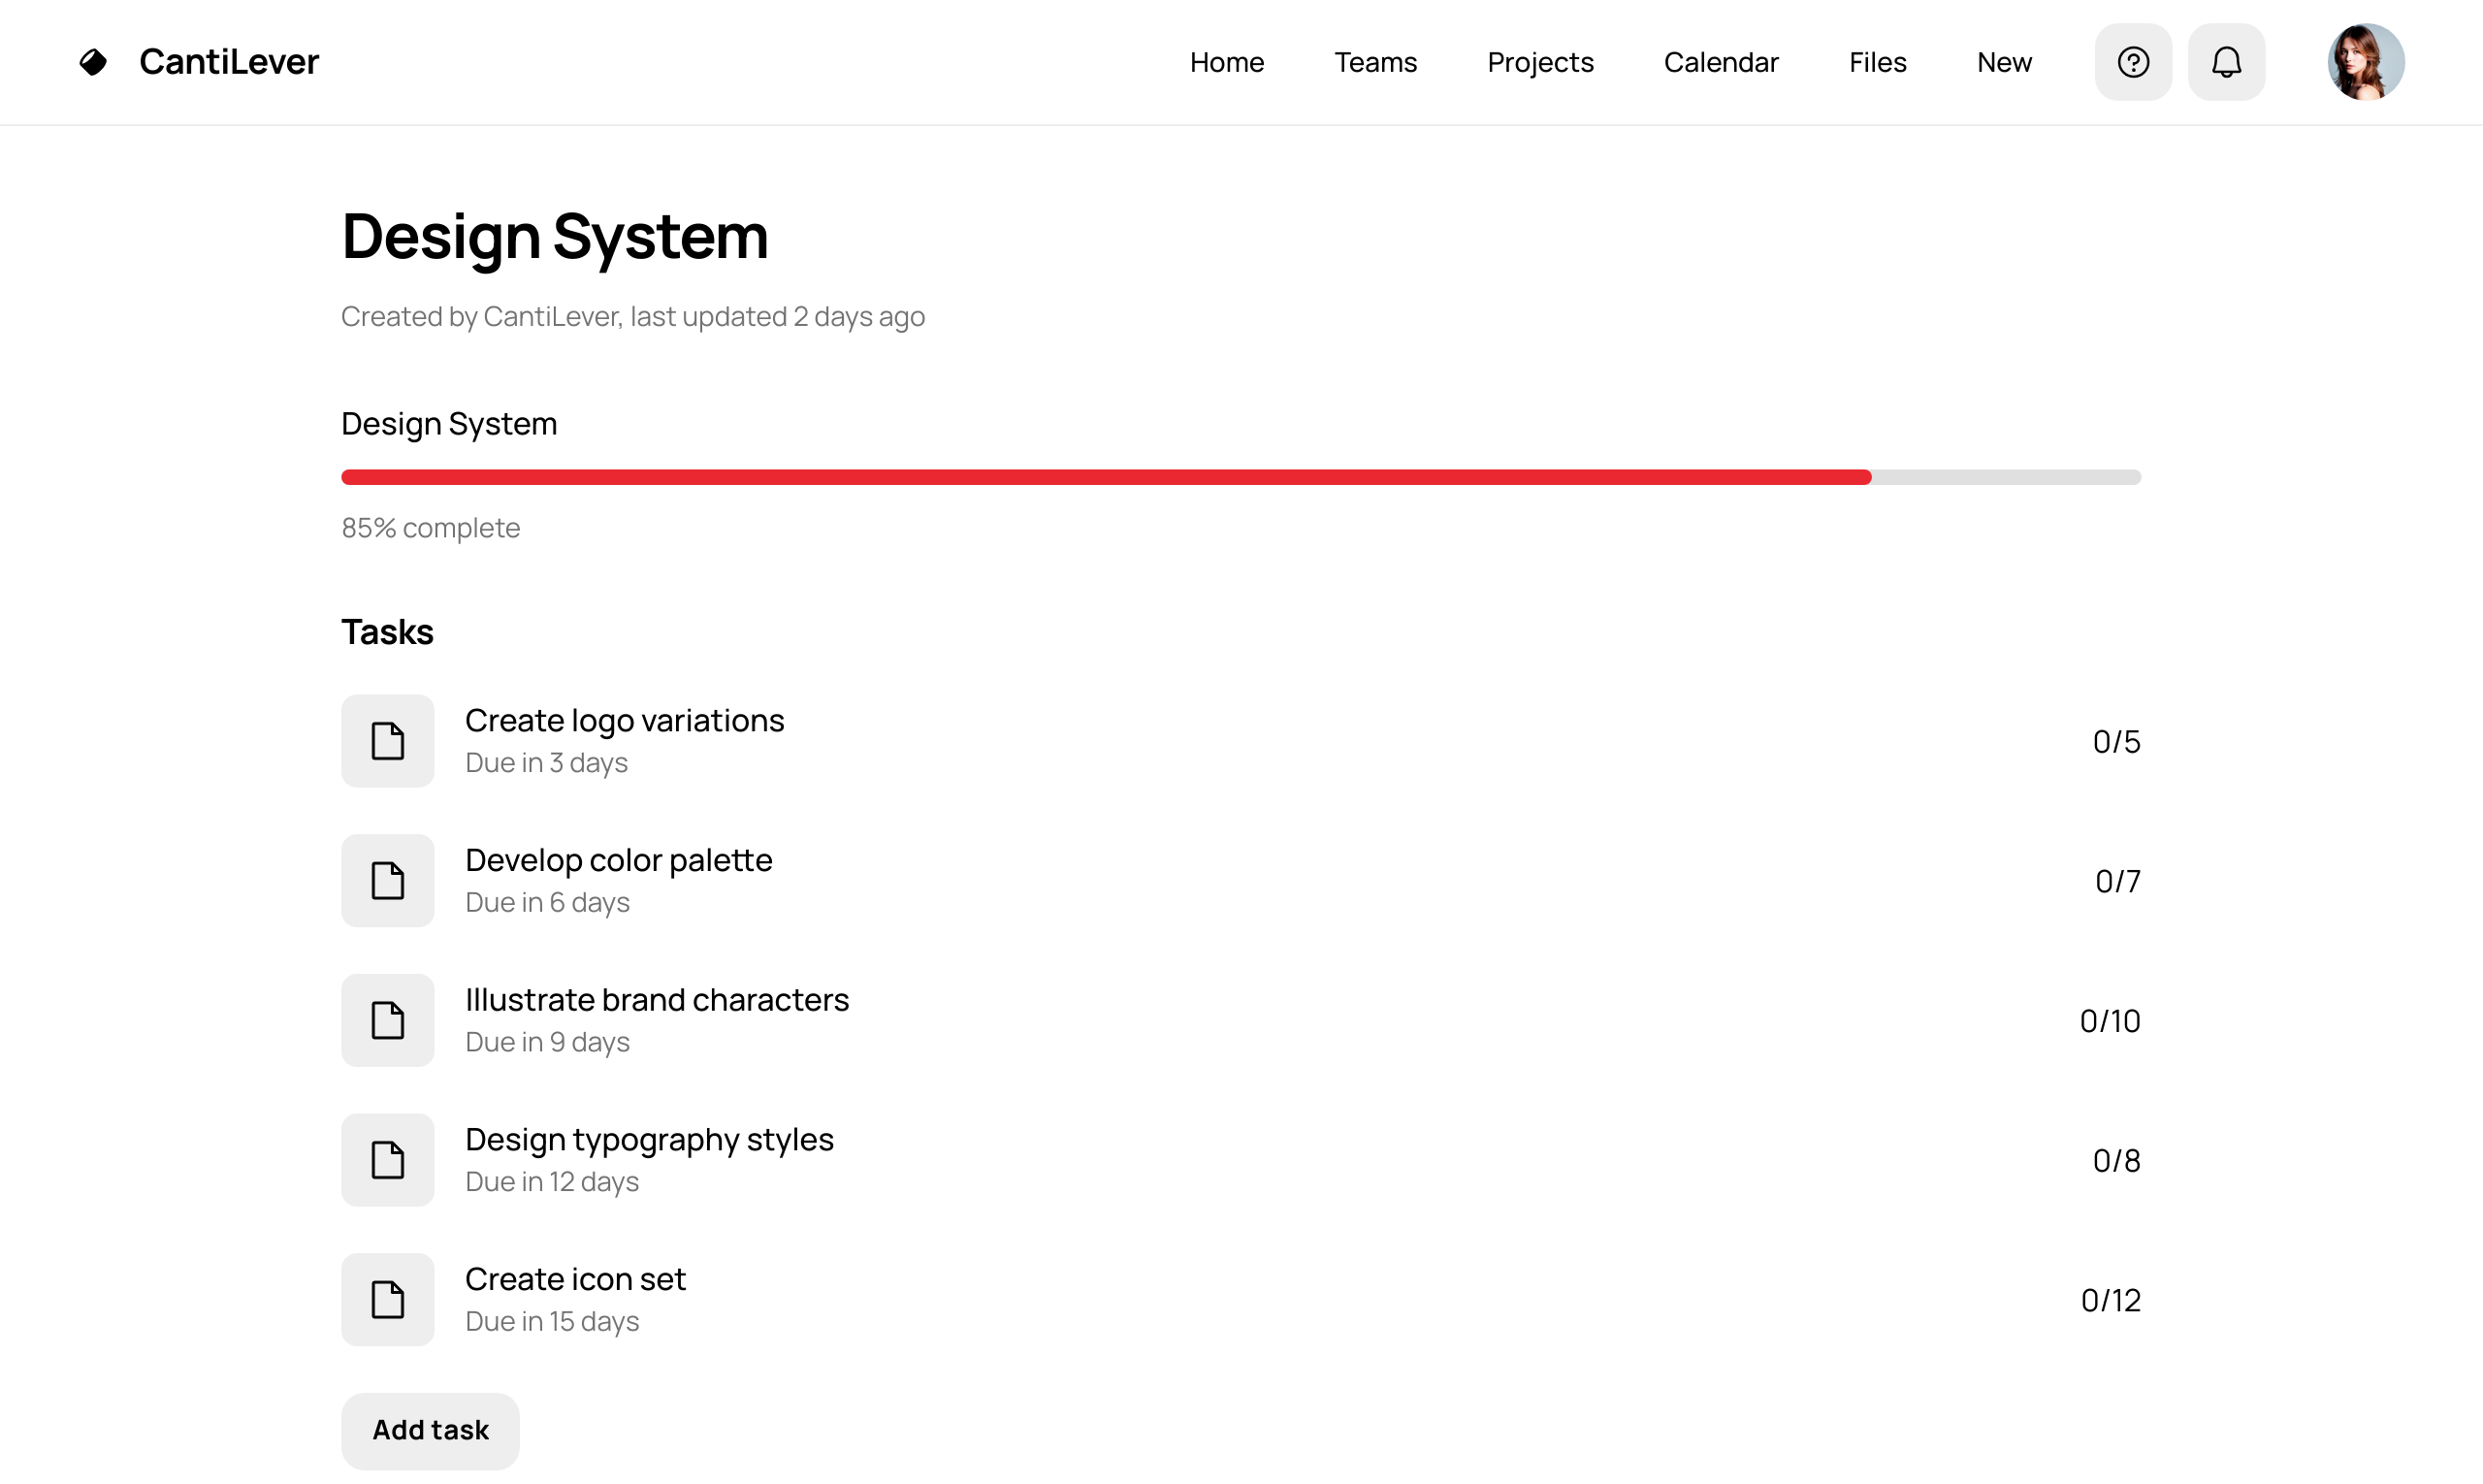 CantiLever
Home Teams Projects Calendar Files New
Design System
Created by CantiLever, last updated 2 days ago
Design System
85% complete
Tasks
Create logo variations
Due in 3 days
0/5
Develop color palette
Due in 6 days
0/7
Illustrate brand characters
Due in 9 days
0/10
Design typography styles
Due in 12 days
0/8
Create icon set
Due in 15 days
0/12
Add task